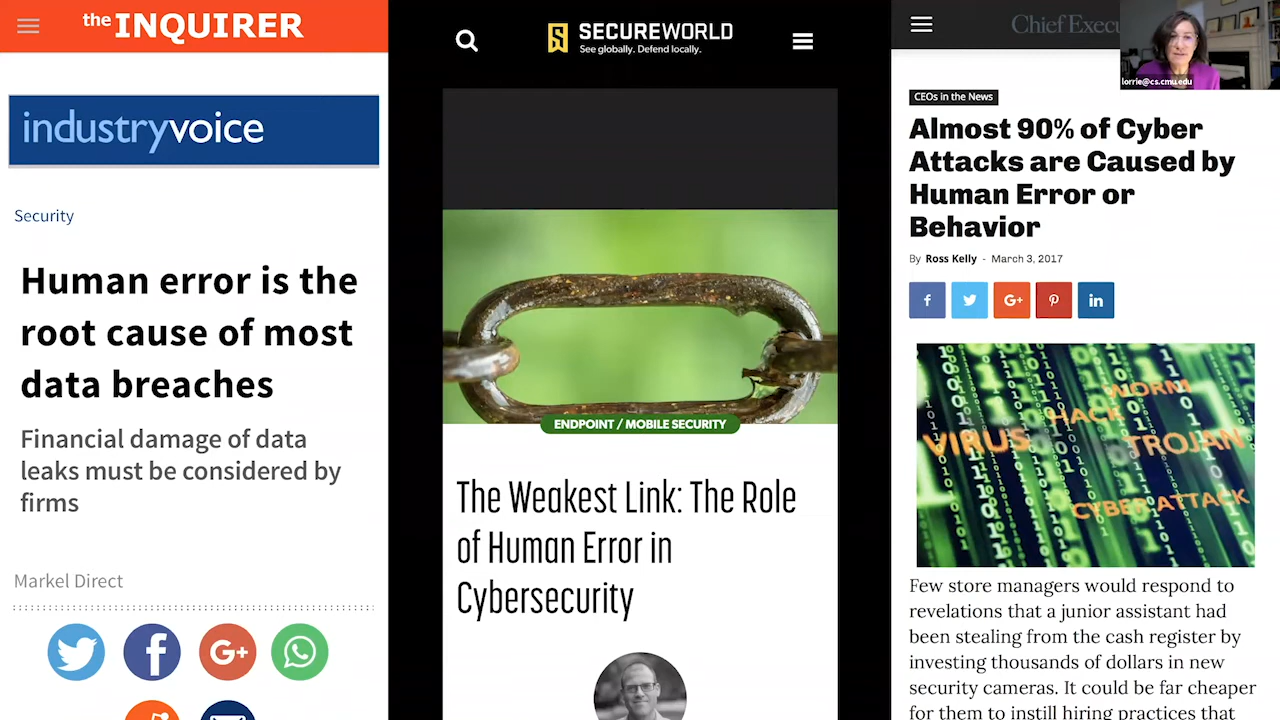 the INQUIRER
industryvoice
Security
Human error is the
root cause of most
data breaches
Financial damage of data
leaks must be considered by
firms
Markel Direct
G+
SECUREWORLD
See globally. Defend locally.
ENDPOINT / MOBILE SECURITY
The Weakest Link: The Role
of Human Error in
Cybersecurity
Chief Execu
lorrie@cs.cmu.edu
CEOs in the News
Almost 90% of Cyber
Attacks are Caused by
Human Error or
Behavior
By Ross Kelly - March 3, 2017
G+
in
WORM
HACK
VIRUS
TROJAN
CYBER ATTACK
Few store managers would respond to
revelations that a junior assistant had
been stealing from the cash register by
investing thousands of dollars in new
security cameras. It could be far cheaper
for them to instill hiring practices that